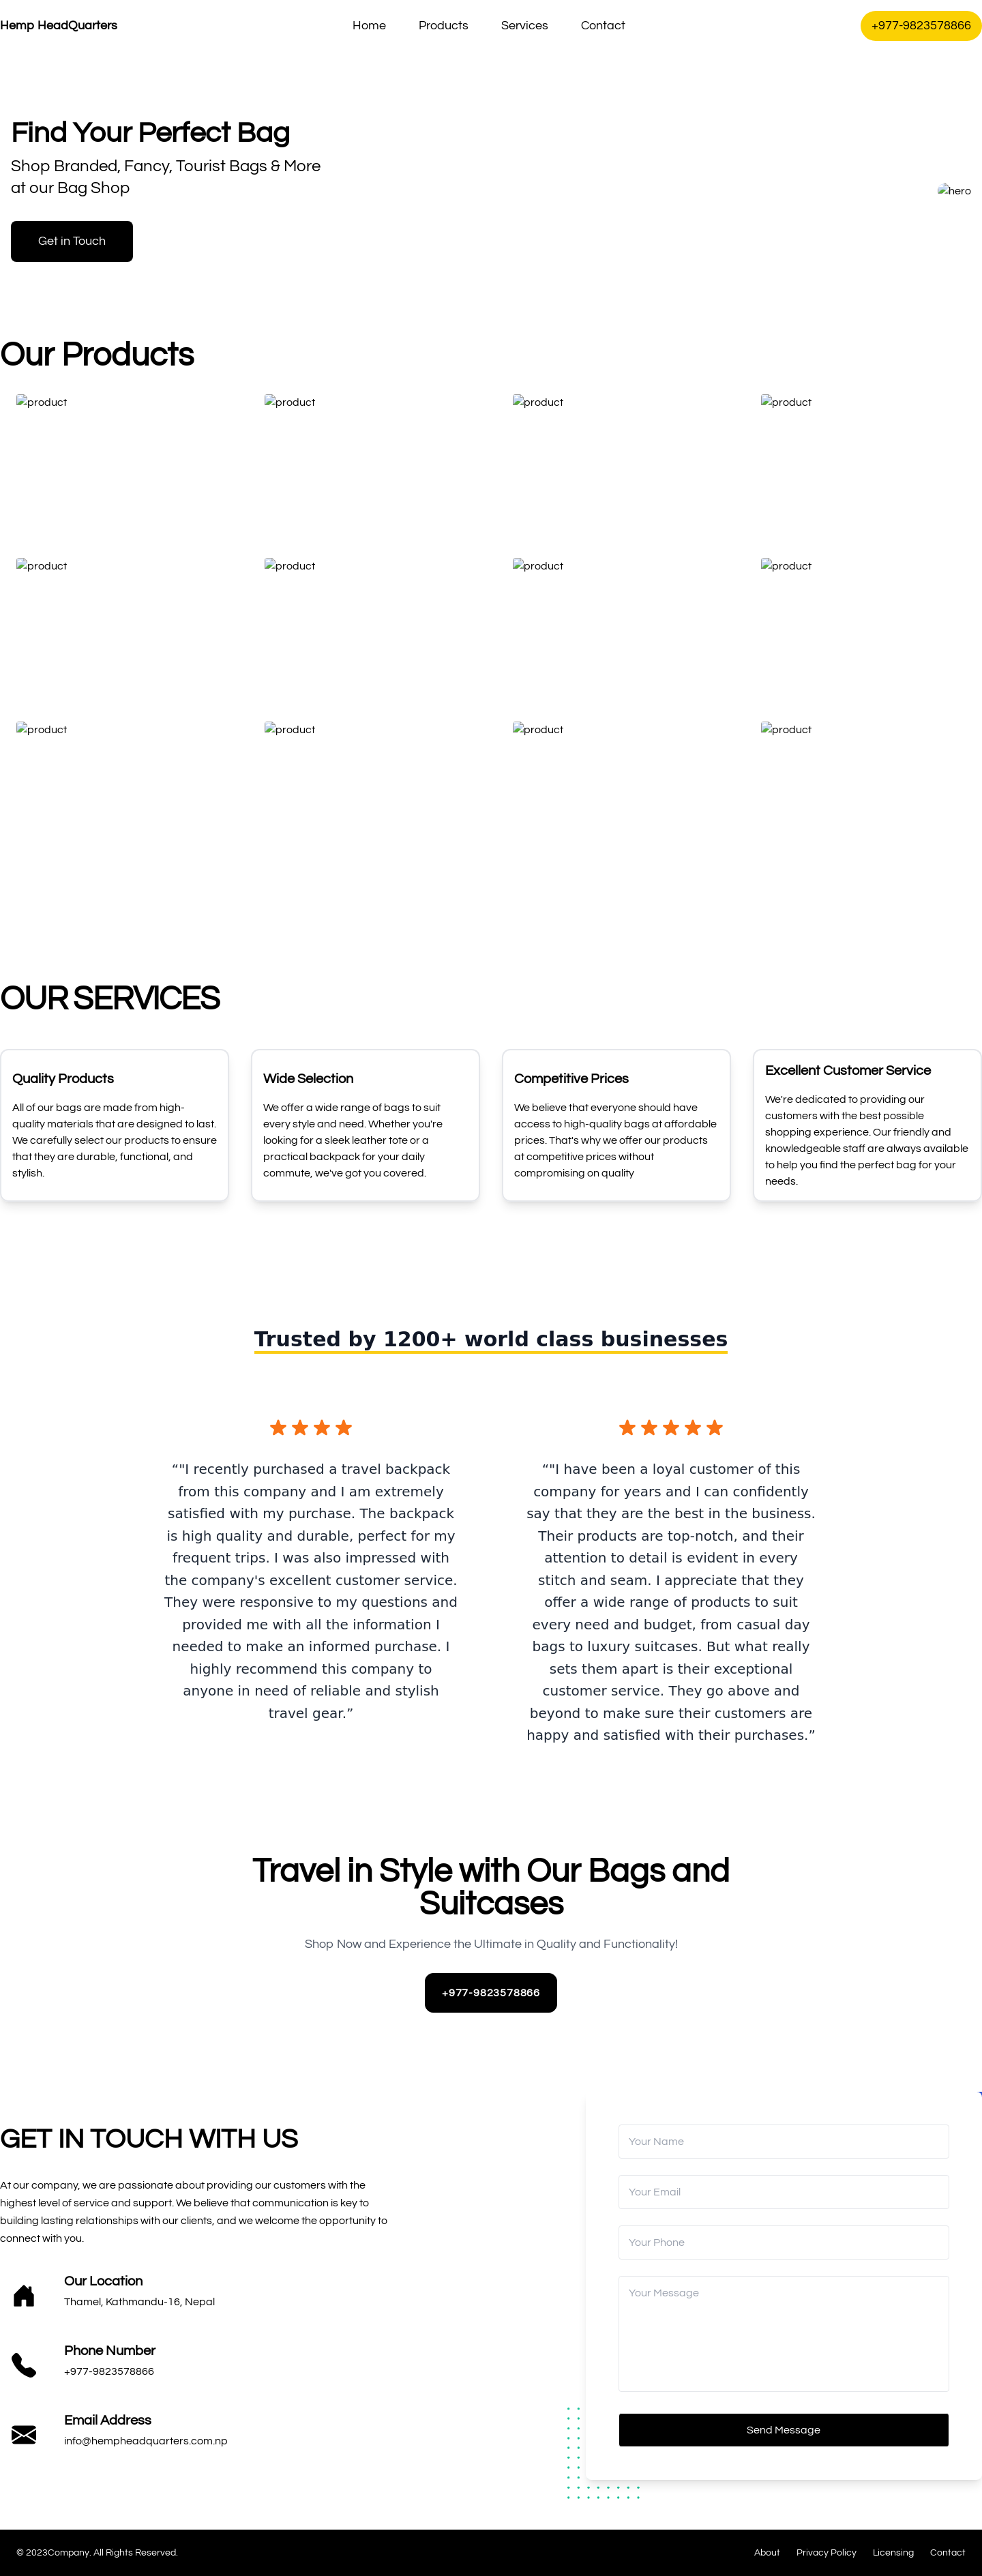 Hemp HeadQuarters
Home
Products
Services
Contact
+977-9823578866
Find Your Perfect Bag
Shop Branded, Fancy, Tourist Bags & More
at our Bag Shop
Get in Touch
hero
Our Products
product
product
product
product
product
product
product
product
product
product
product
product
OUR SERVICES
Quality Products
All of our bags are made from high-
quality materials that are designed to last.
We carefully select our products to ensure
that they are durable, functional, and
stylish.
Wide Selection
We offer a wide range of bags to suit
every style and need. Whether you're
looking for a sleek leather tote or a
practical backpack for your daily
commute, we've got you covered.
Competitive Prices
We believe that everyone should have
access to high-quality bags at affordable
prices. That's why we offer our products
at competitive prices without
compromising on quality
Excellent Customer Service
We're dedicated to providing our
customers with the best possible
shopping experience. Our friendly and
knowledgeable staff are always available
to help you find the perfect bag for your
needs.
Trusted by 1200+ world class businesses
“"I recently purchased a travel backpack
from this company and I am extremely
satisfied with my purchase. The backpack
is high quality and durable, perfect for my
frequent trips. I was also impressed with
the company's excellent customer service.
They were responsive to my questions and
provided me with all the information I
needed to make an informed purchase. I
highly recommend this company to
anyone in need of reliable and stylish
travel gear.”
“"I have been a loyal customer of this
company for years and I can confidently
say that they are the best in the business.
Their products are top-notch, and their
attention to detail is evident in every
stitch and seam. I appreciate that they
offer a wide range of products to suit
every need and budget, from casual day
bags to luxury suitcases. But what really
sets them apart is their exceptional
customer service. They go above and
beyond to make sure their customers are
happy and satisfied with their purchases.”
Travel in Style with Our Bags and
Suitcases
Shop Now and Experience the Ultimate in Quality and Functionality!
+977-9823578866
GET IN TOUCH WITH US
At our company, we are passionate about providing our customers with the
highest level of service and support. We believe that communication is key to
building lasting relationships with our clients, and we welcome the opportunity to
connect with you.
Our Location
Thamel, Kathmandu-16, Nepal
Phone Number
+977-9823578866
Email Address
info@hempheadquarters.com.np
Your Name
Your Email
Your Phone
Your Message
Send Message
© 2023Company. All Rights Reserved.
About
Privacy Policy
Licensing
Contact